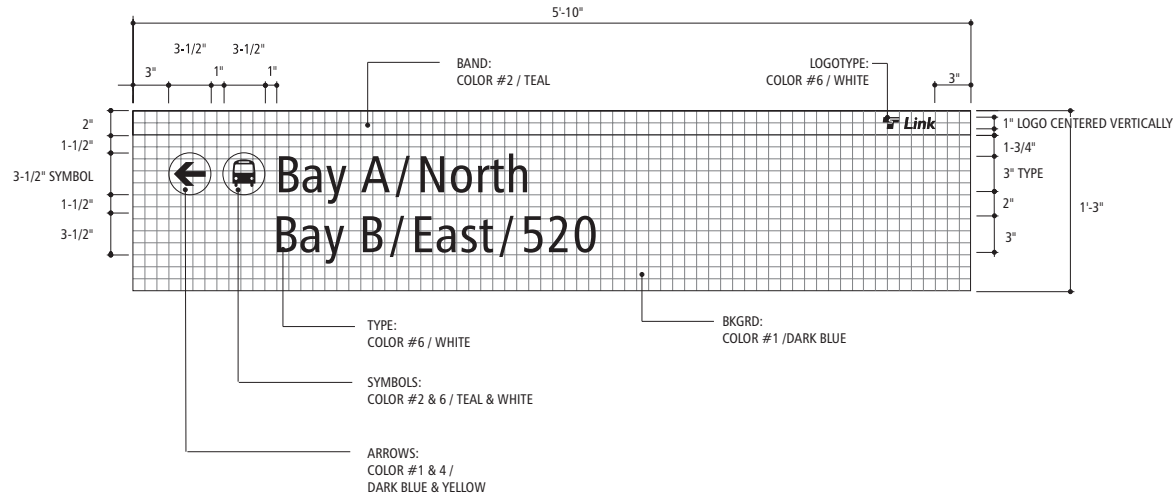 5'-10"
3-1/2" 3-1/2"
3" 1" 1"
BAND:
COLOR #2 / TEAL
LOGOTYPE:
COLOR #6 / WHITE
3"
2"
1-1/2"
3-1/2" SYMBOL
1-1/2"
3-1/2"
Link
Bay A / North
Bay B / East / 520
1" LOGO CENTERED VERTICALLY
1-3/4"
3" TYPE
2"
3"
1'-3"
TYPE:
COLOR #6 / WHITE
BKGRD:
COLOR #1 /DARK BLUE
SYMBOLS:
COLOR #2 & 6 / TEAL & WHITE
ARROWS:
COLOR #1 & 4 /
DARK BLUE & YELLOW